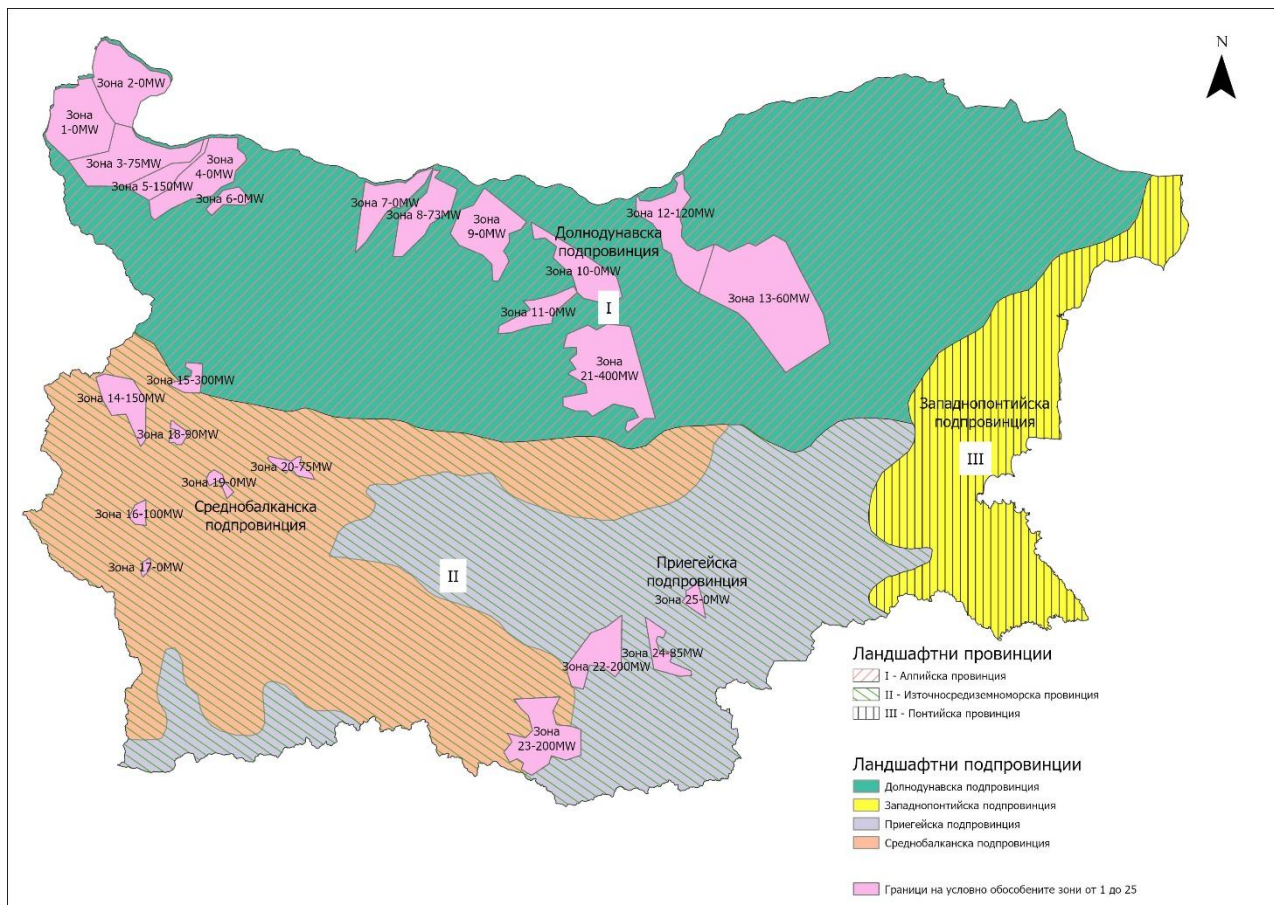 N
Зона 2-0MW
Зона
1-0MW
Зона 3-75MW
Зона
4-0MW
Зона 5-150MW
Зона 6-0MW
Зона 7-0MW
Зона 8-73MW
Зона
9-0MW
Зона 12-120MW
Долнодунавска
подпровинция
Зона 10-0MW
Зона 13-60MW
Зона 11-0MW
I
Зона
21-400MW
Зона 15-300MW
Зона 14-150MW
Зона 18-90MW
Западнопонтийска
подпровинция
III
Зона 20-75MW
Зона 19-0MW
Среднобалканска
подпровинция
Зона 16-100MW
Зона 17-0MW
II
Приегейска
подпровинция
Зона 25-0MW
Зона 24-85MW
Зона 22-200MW
Зона
23-200MW
Ландшафтни провинции
I - Алпийска провинция
II - Източносредиземноморска провинция
III - Понтийска провинция
Ландшафтни подпровинции
Долнодунавска подпровинция
Западнопонтийска подпровинция
Приегейска подпровинция
Среднобалканска подпровинция
Граници на условно обособените зони от 1 до 25